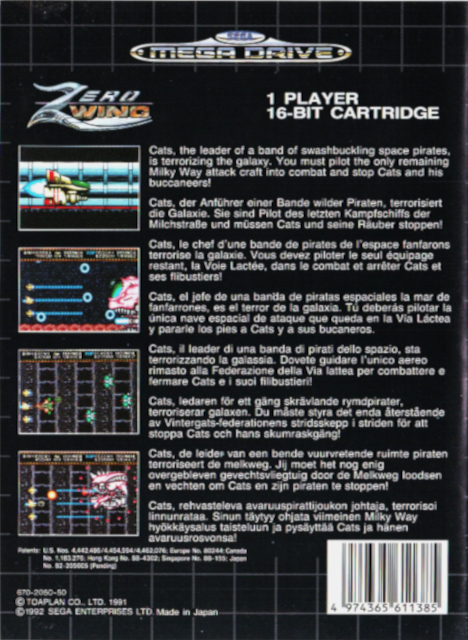 SEGA
MEGA DRIVE
ZERO
WING
1 PLAYER
16-BIT CARTRIDGE
Cats, the leader of a band of swashbuckling space pirates,
is terrorizing the galaxy. You must pilot the only remaining
Milky Way attack craft into combat and stop Cats and his
buccaneers!
Cats, der Anführer einer Bande wilder Piraten, terrorisiert
die Galaxie. Sie sind Pilot des letzten Kampfschiffs der
Milchstraße und müssen Cats und seine Räuber stoppen!
Cats, le chef d'une bande de pirates de l'espace fanfarons
terrorise la galaxie. Vous devez piloter le seul équipage
restant, la Voie Lactée, dans le combat et arrêter Cats et
ses flibustiers!
Cats, el jefe de una banda de piratas espaciales la mar de
fanfarrones, es el terror de la galaxia. Tú deberás pilotar la
única nave espacial de ataque que queda en la Vía Láctea
y pararle los pies a Cats y a sus bucaneros.
Cats, il leader di una banda di pirati dello spazio, sta
terrorizzando la galassia. Dovete guidare l'unico aereo
rimasto alla Federazione della Via lattea per combattere e
fermare Cats e i suoi filibustieri!
Cats, ledaren för ett gäng skrävlande rymdpirater,
terroriserar galaxen. Du måste styra det enda återstående
av Vintergats-federationens stridsskepp i striden för att
stoppa Cats och hans skumraskgäng!
Cats, de leider van een bende vuurvretende ruimte piraten
terroriseert de melkweg. Jij moet het nog enig
overgebleven gevechtsvliegtuig door de Melkweg loodsen
en vechten om Cats en zijn piraten te stoppen!
Cats, rehvasteleva avaruuspirattijoukon johtaja, terrorisoi
linnunrataa. Sinun täytyy ohjata viimeinen Milky Way
hyökkäysalus taisteluun ja pysäyttää Cats ja hänen
avaruusrosvonsa!
Patents: U.S. Nos. 4,442,486/4,454,594/4,462,076; Europe No. 80244; Canada
No. 1,183,276; Hong Kong No. 88-4302; Singapore No. 88-155; Japan
No. 82-205605 (Pending)
670-2050-50
© TOAPLAN CO., LTD. 1991
©1992 SEGA ENTERPRISES LTD. Made in Japan
4 974365 611385